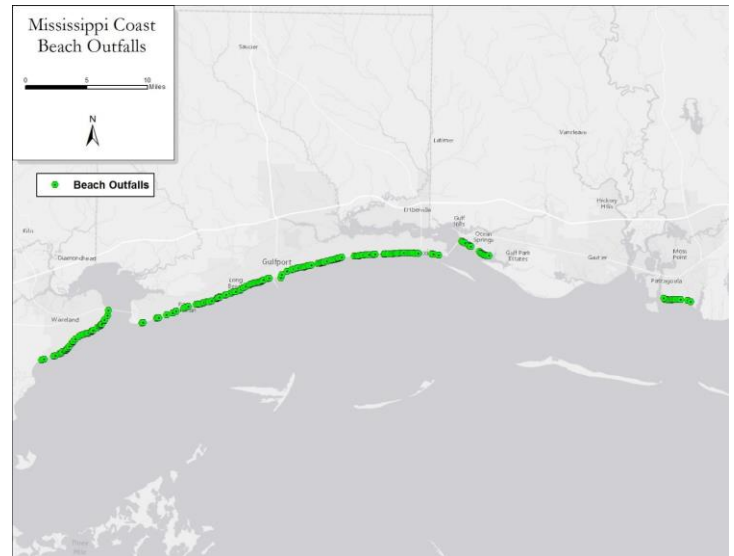 Mississippi Coast
Beach Outfalls
0 5 10
Miles
N
Beach Outfalls
Saucier
Latimer
Vancleave
Hickory
Hills
D'Iberville
Gulf
Hills
Ocean
Springs
Gulf Park
Estates
Gautier
Moss
Point
Pascagoula
Kiln
Diamondhead
Gulfport
Long
Waveland